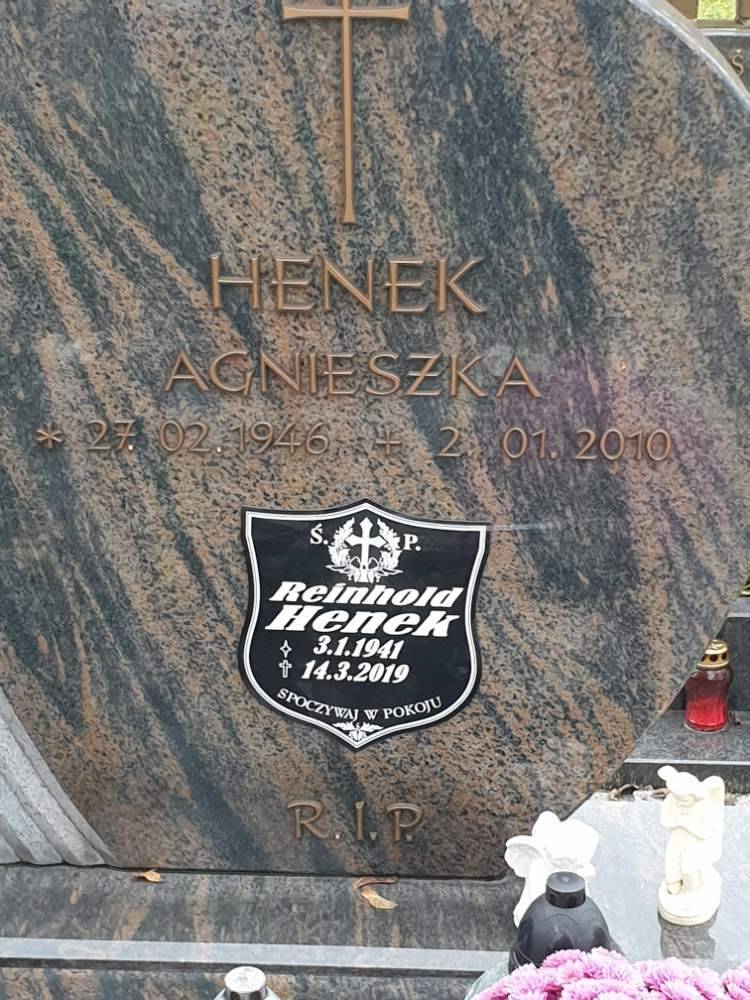 HENEK
AGNIESZKA
* 27. 02. 1946 + 2. 01. 2010
Ś. P.
Reinhold
Henek
3.1.1941
14.3.2019
SPOCZYWAJ W POKOJU
R. I. P.